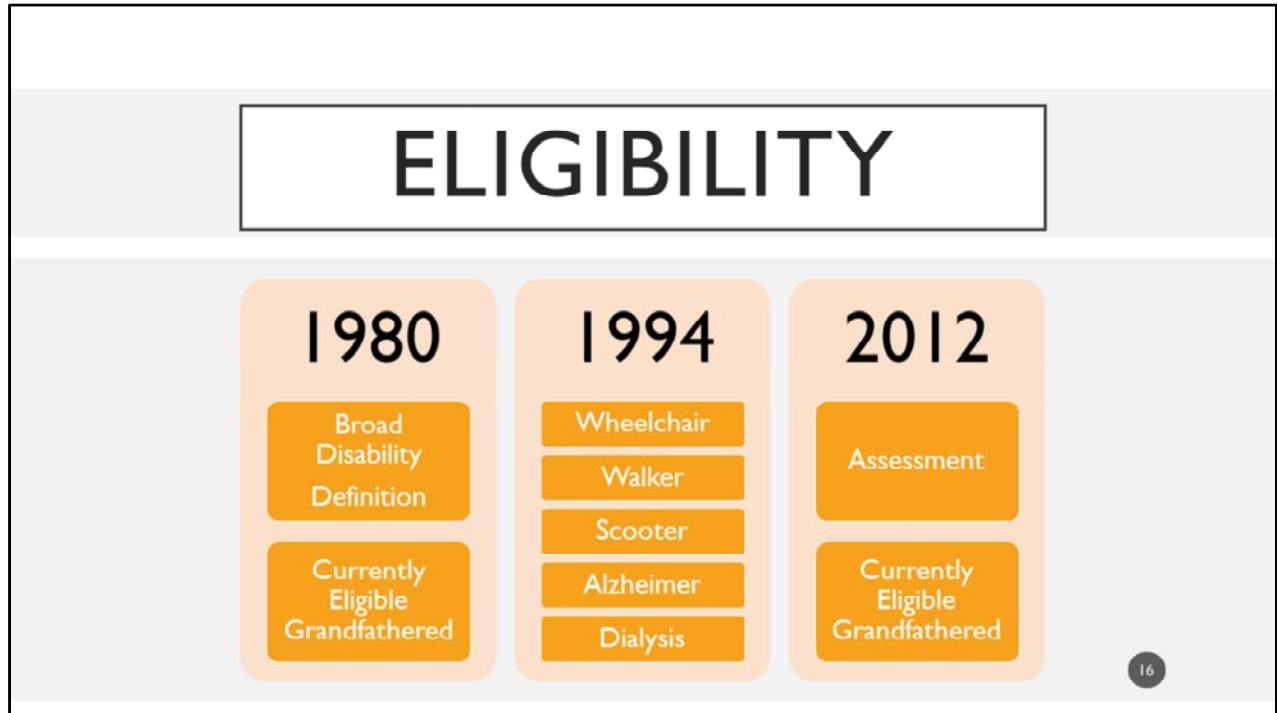 ELIGIBILITY
1980
Broad
Disability
Definition
Currently
Eligible
Grandfathered
1994
Wheelchair
Walker
Scooter
Alzheimer
Dialysis
2012
Assessment
Currently
Eligible
Grandfathered
16